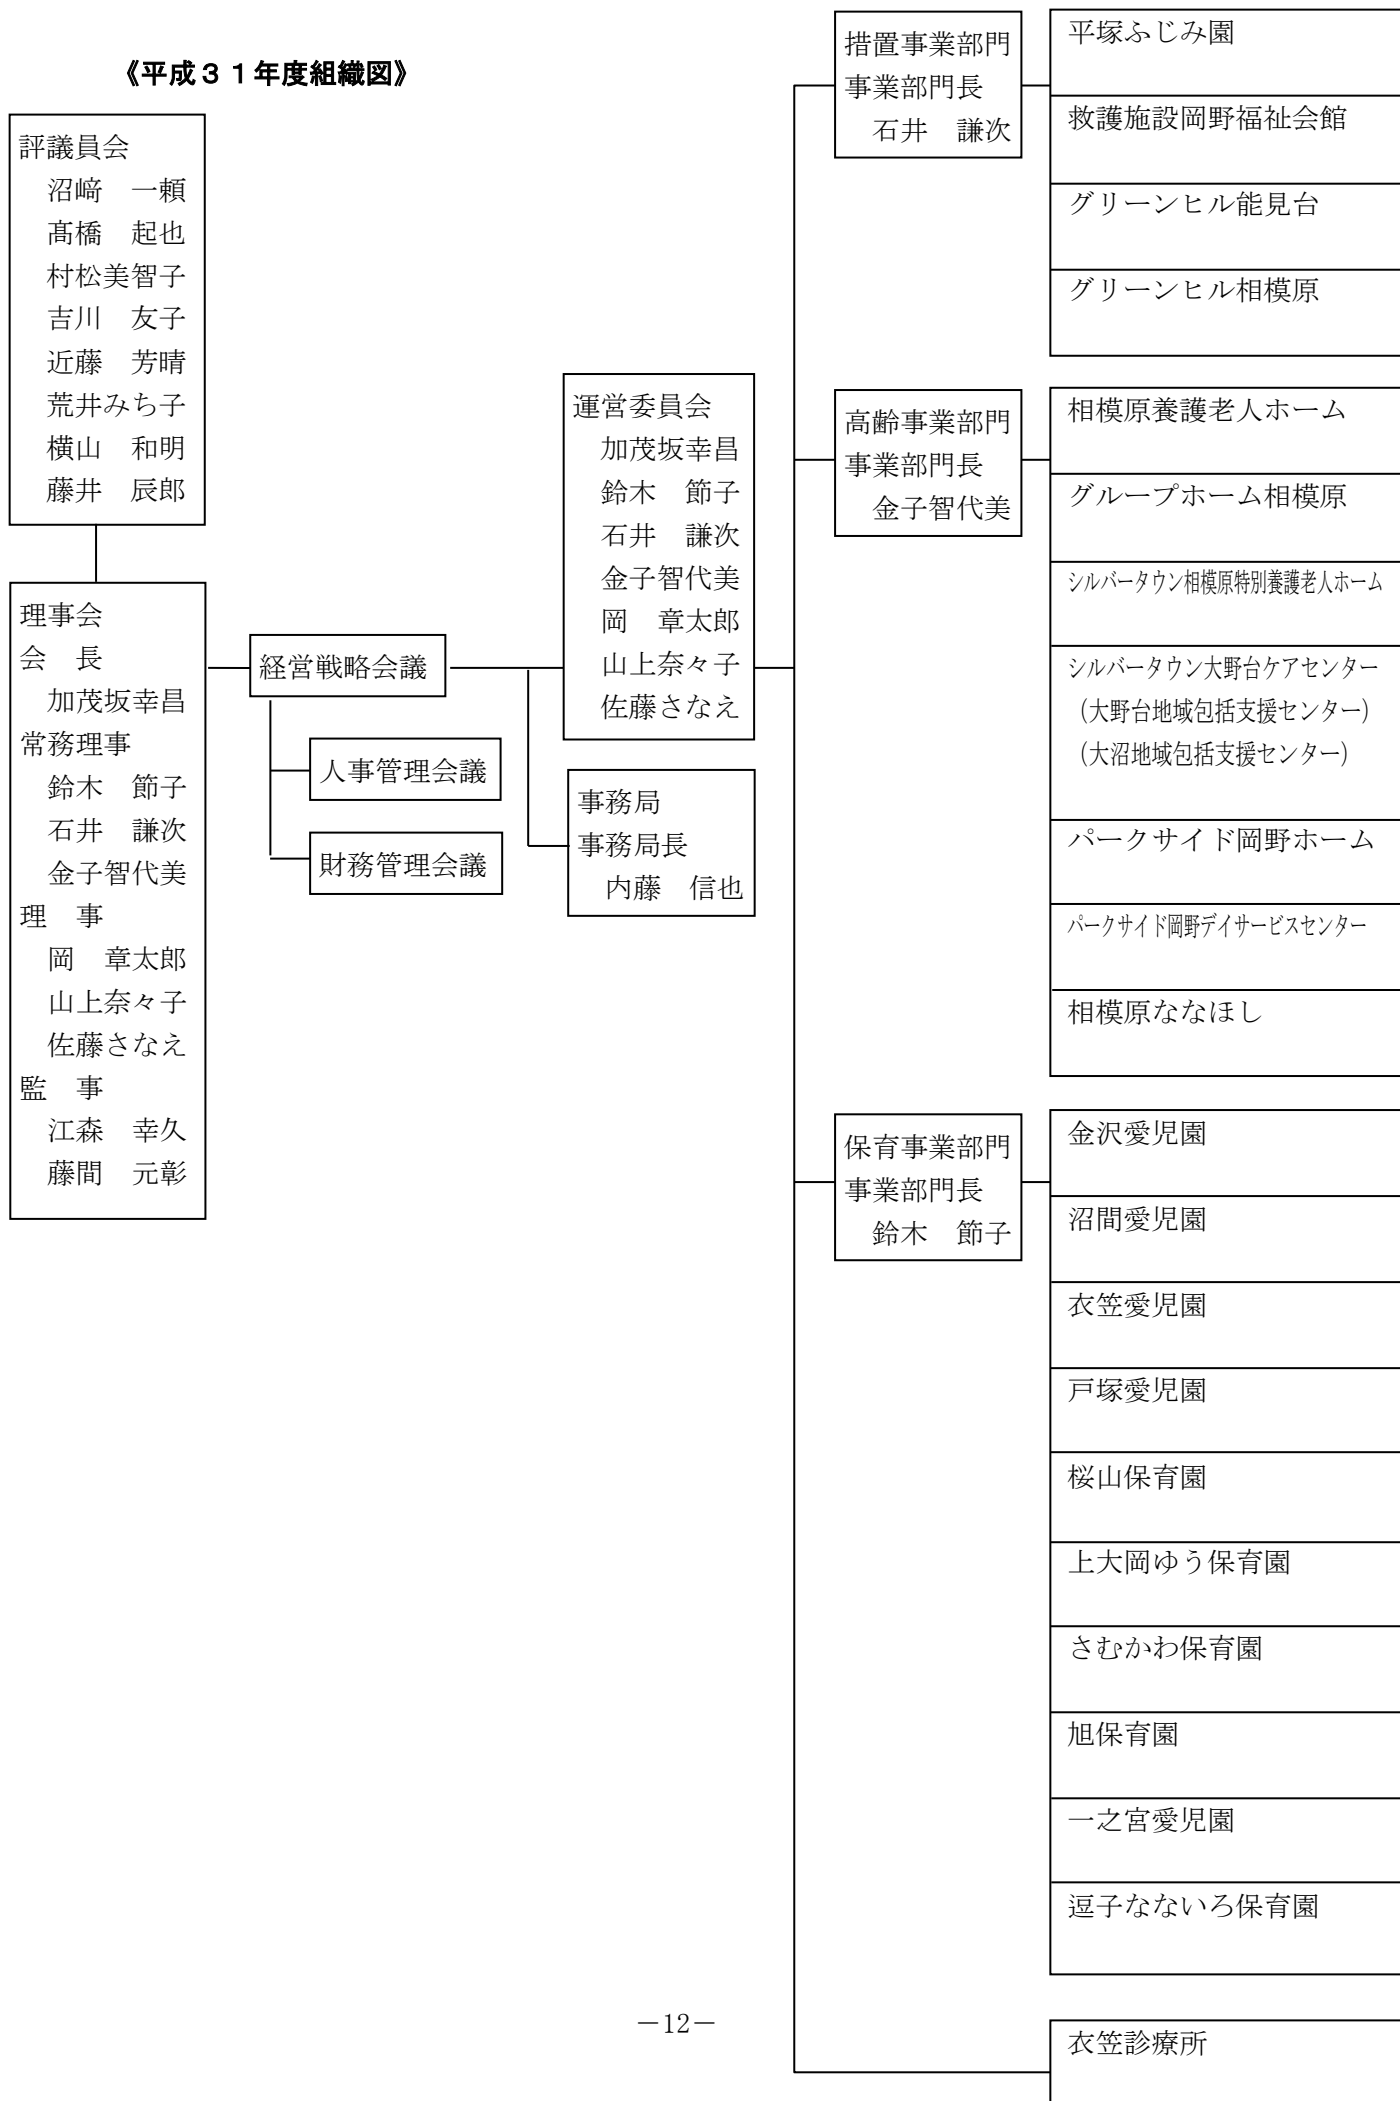 《平成３１年度組織図》
評議員会
沼﨑　一頼
髙橋　起也
村松美智子
吉川　友子
近藤　芳晴
荒井みち子
横山　和明
藤井　辰郎
理事会
会　長
加茂坂幸昌
常務理事
鈴木　節子
石井　謙次
金子智代美
理　事
岡　章太郎
山上奈々子
佐藤さなえ
監　事
江森　幸久
藤間　元彰
経営戦略会議
人事管理会議
財務管理会議
運営委員会
加茂坂幸昌
鈴木　節子
石井　謙次
金子智代美
岡　章太郎
山上奈々子
佐藤さなえ
事務局
事務局長
内藤　信也
措置事業部門
事業部門長
石井　謙次
平塚ふじみ園
救護施設岡野福祉会館
グリーンヒル能見台
グリーンヒル相模原
高齢事業部門
事業部門長
金子智代美
相模原養護老人ホーム
グループホーム相模原
シルバータウン相模原特別養護老人ホーム
シルバータウン大野台ケアセンター
（大野台地域包括支援センター）
（大沼地域包括支援センター）
パークサイド岡野ホーム
パークサイド岡野デイサービスセンター
相模原ななほし
保育事業部門
事業部門長
鈴木　節子
金沢愛児園
沼間愛児園
衣笠愛児園
戸塚愛児園
桜山保育園
上大岡ゆう保育園
さむかわ保育園
旭保育園
一之宮愛児園
逗子なないろ保育園
衣笠診療所
－12－